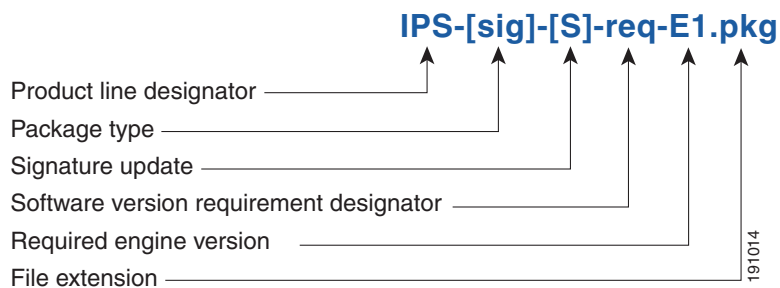 IPS-[sig]-[S]-req-E1.pkg
Product line designator
Package type
Signature update
Software version requirement designator
Required engine version
File extension
191014